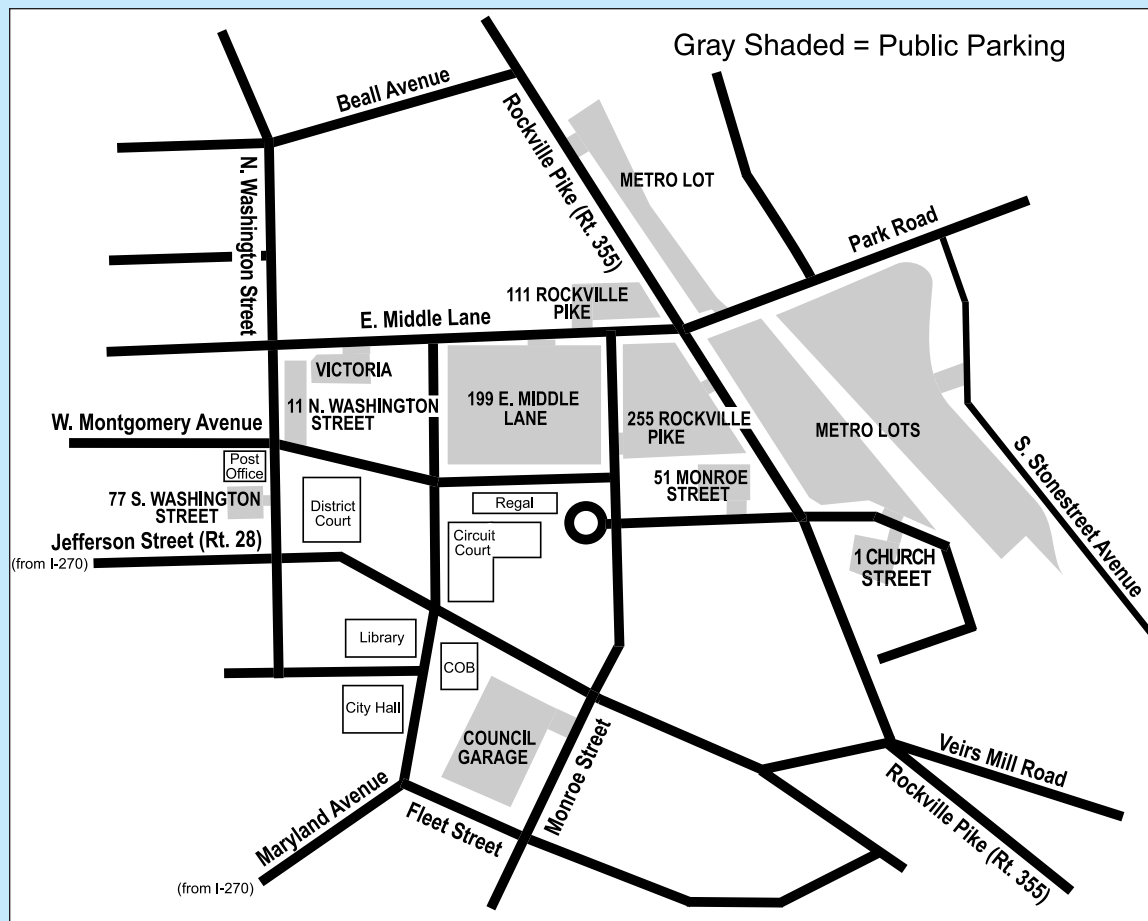 Gray Shaded = Public Parking
Beall Avenue
Rockville Pike (Rt. 355)
N. Washington
Street
METRO LOT
Park Road
111 ROCKVILLE
PIKE
E. Middle Lane
VICTORIA
11 N. WASHINGTON
STREET
199 E. MIDDLE
LANE
255 ROCKVILLE
PIKE
METRO LOTS
W. Montgomery Avenue
Post
Office
77 S. WASHINGTON
STREET
District
Court
Regal
Circuit
Court
51 MONROE
STREET
S. Stonestreet Avenue
Jefferson Street (Rt. 28)
(from I-270)
1 CHURCH
STREET
Library
COB
City Hall
COUNCIL
GARAGE
Monroe Street
Veirs Mill Road
Rockville Pike (Rt. 355)
Maryland Avenue
Fleet Street
(from I-270)